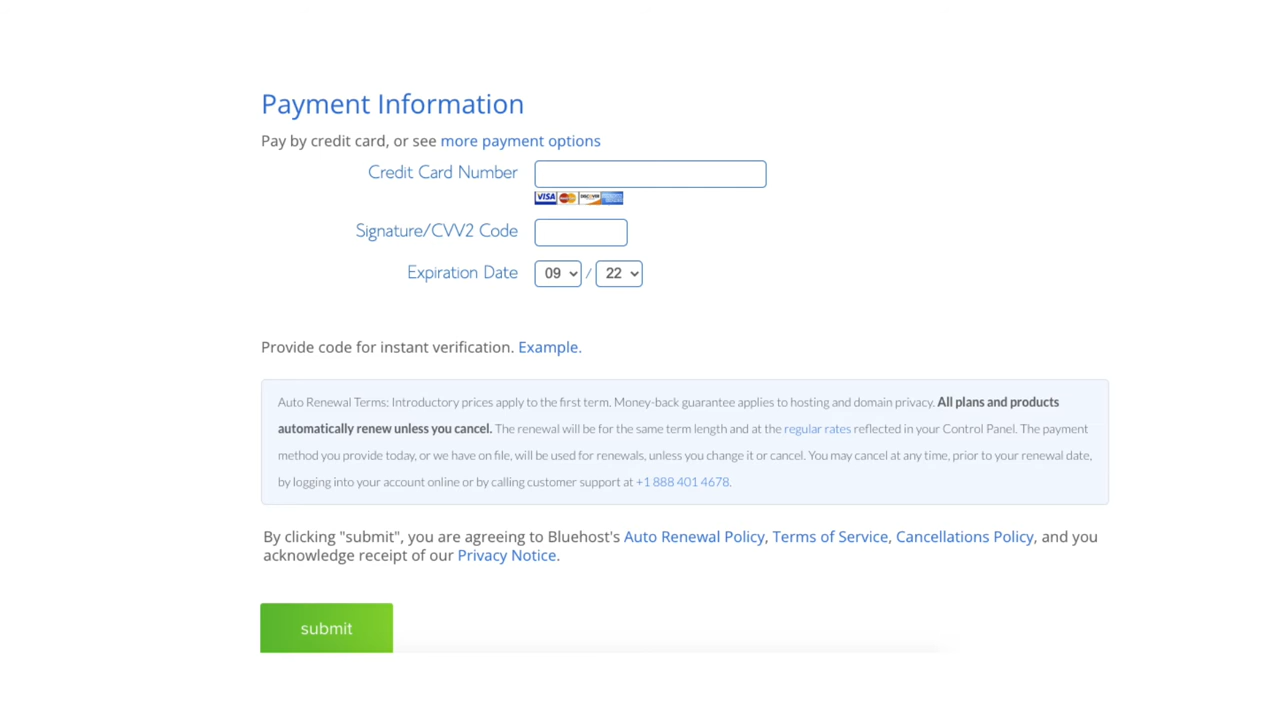 Payment Information
Pay by credit card, or see more payment options
Credit Card Number
VISA DISCOVER
Signature/CVV2 Code
Expiration Date 09 / 22
Provide code for instant verification. Example.
Auto Renewal Terms: Introductory prices apply to the first term. Money-back guarantee applies to hosting and domain privacy. All plans and products
automatically renew unless you cancel. The renewal will be for the same term length and at the regular rates reflected in your Control Panel. The payment
method you provide today, or we have on file, will be used for renewals, unless you change it or cancel. You may cancel at any time, prior to your renewal date,
by logging into your account online or by calling customer support at +1 888 401 4678.
By clicking "submit", you are agreeing to Bluehost's Auto Renewal Policy, Terms of Service, Cancellations Policy, and you
acknowledge receipt of our Privacy Notice.
submit